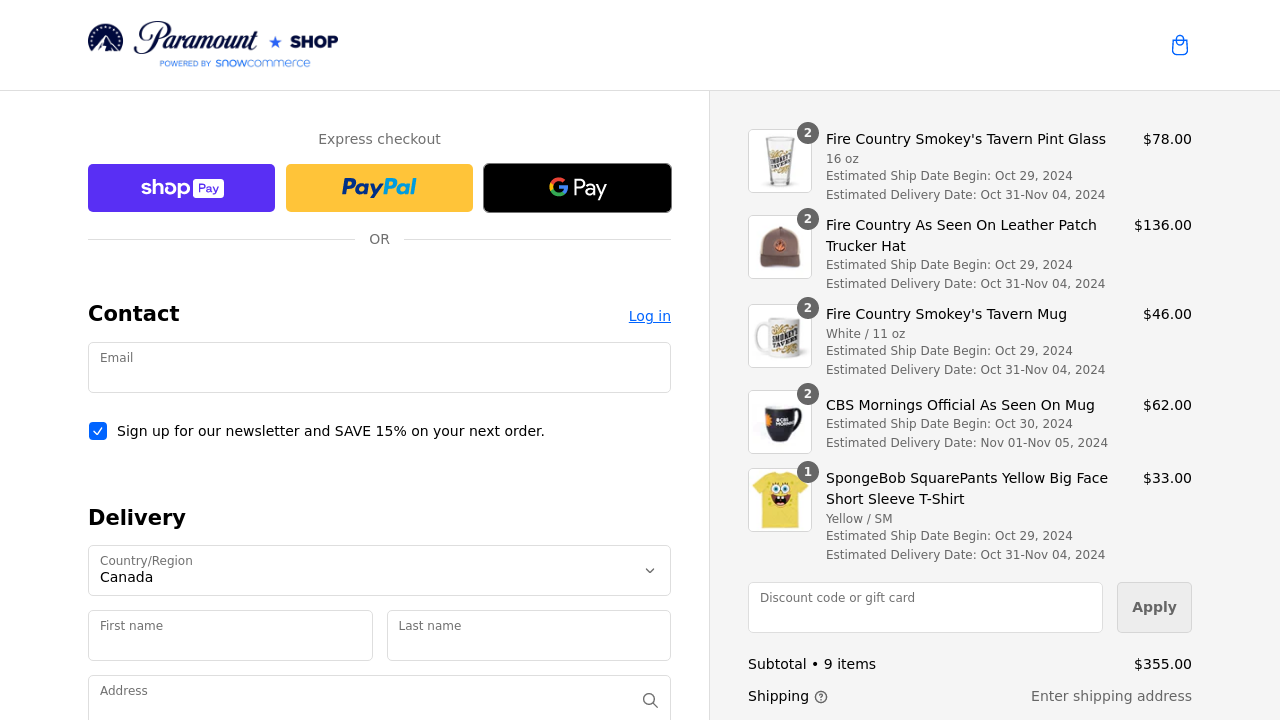 Paramount ★ SHOP
POWERED BY snowcommerce
Express checkout
shop Pay
PayPal
G Pay
OR
Contact
Log in
Email
Sign up for our newsletter and SAVE 15% on your next order.
Delivery
Country/Region
Canada
First name
Last name
Address
2
Fire Country Smokey's Tavern Pint Glass
$78.00
16 oz
Estimated Ship Date Begin: Oct 29, 2024
Estimated Delivery Date: Oct 31-Nov 04, 2024
2
Fire Country As Seen On Leather Patch
Trucker Hat
$136.00
Estimated Ship Date Begin: Oct 29, 2024
Estimated Delivery Date: Oct 31-Nov 04, 2024
SMOKEY'S
TAVERN
2
Fire Country Smokey's Tavern Mug
$46.00
White / 11 oz
Estimated Ship Date Begin: Oct 29, 2024
Estimated Delivery Date: Oct 31-Nov 04, 2024
2
CBS Mornings Official As Seen On Mug
$62.00
Estimated Ship Date Begin: Oct 30, 2024
Estimated Delivery Date: Nov 01-Nov 05, 2024
1
SpongeBob SquarePants Yellow Big Face
Short Sleeve T-Shirt
$33.00
Yellow / SM
Estimated Ship Date Begin: Oct 29, 2024
Estimated Delivery Date: Oct 31-Nov 04, 2024
Discount code or gift card
Apply
Subtotal • 9 items
$355.00
Shipping
Enter shipping address